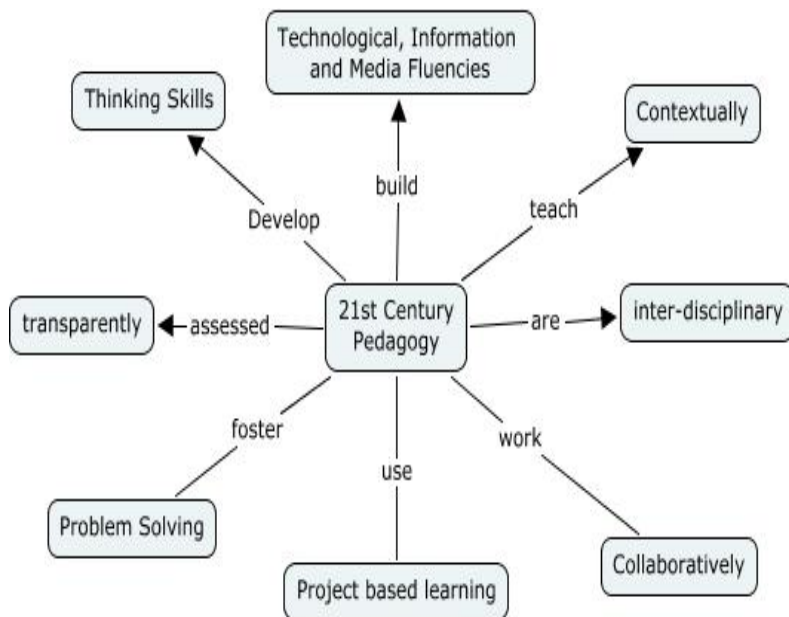 Technological, Information
and Media Fluencies
Thinking Skills
Contextually
build
Develop
teach
transparently
assessed
21st Century
Pedagogy
are
inter-disciplinary
foster
use
work
Problem Solving
Project based learning
Collaboratively